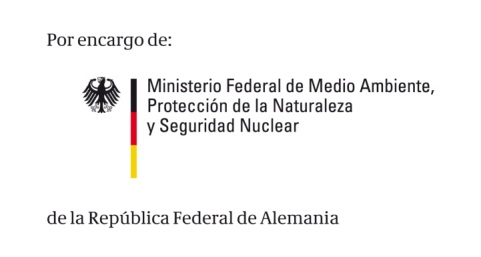 Por encargo de:
Ministerio Federal de Medio Ambiente,
Protección de la Naturaleza
y Seguridad Nuclear
de la República Federal de Alemania